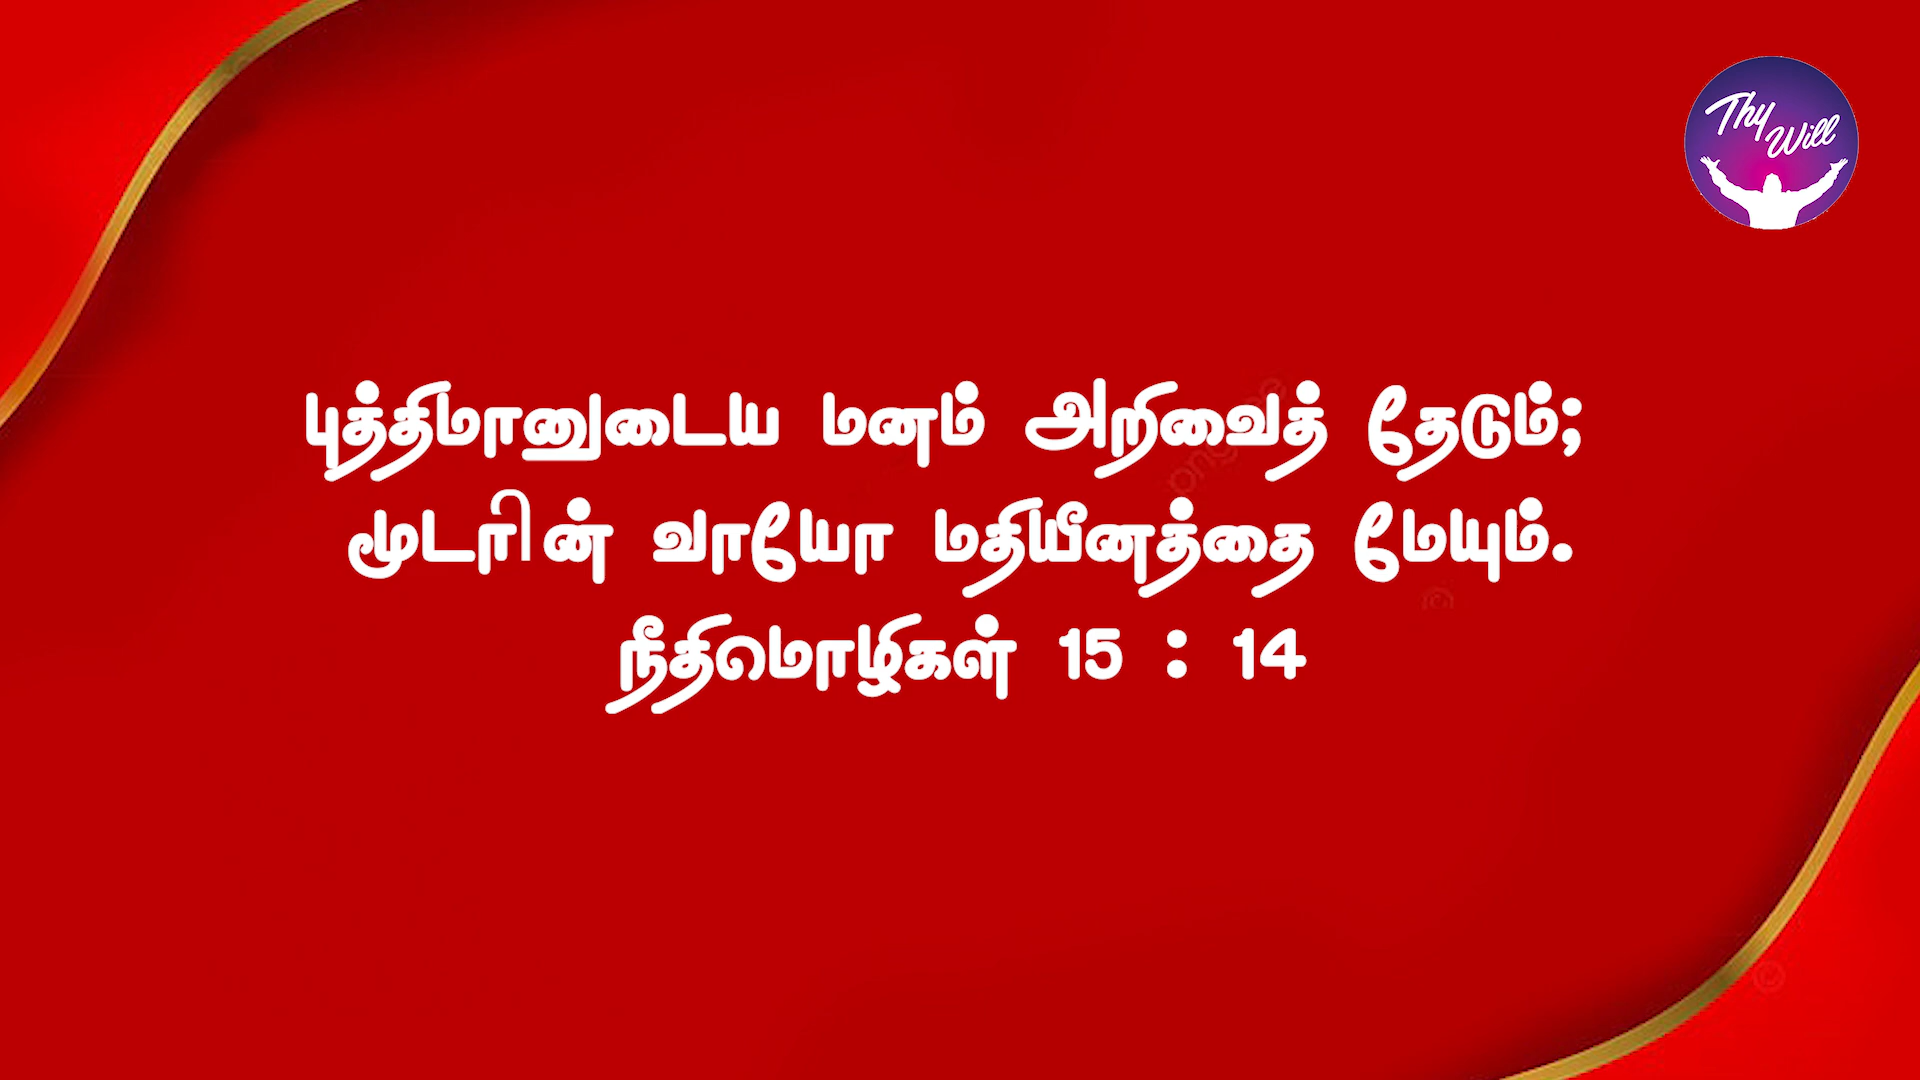 Thy
Will
புத்திமானுடைய மனம் அறிவைத் தேடும்;
மூடரின் வாயோ மதியீனத்தை மேயும்.
நீதிமொழிகள் 15 : 14